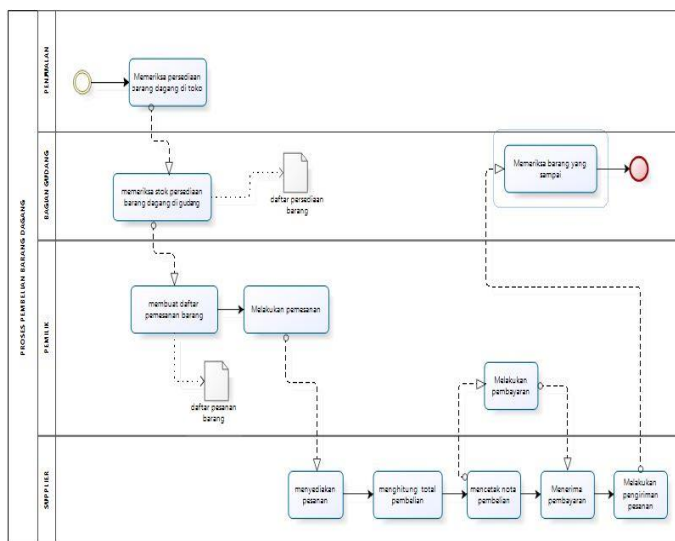 PROSES PEMBELIAN BARANG DAGANG
PENJUALAN
Memeriksa persediaan
barang dagang di toko
BAGIAN GUDANG
memeriksa stok persediaan
barang dagang di gudang
daftar persediaan
barang
Memeriksa barang yang
sampai
PEMILIK
membuat daftar
pemesanan barang
Melakukan pemesanan
daftar pesanan
barang
Melakukan
pembayaran
SUPPLIER
menyediakan
pesanan
menghitung total
pembelian
mencetak nota
pembelian
Menerima
pembayaran
Melakukan
pengiriman
pesanan